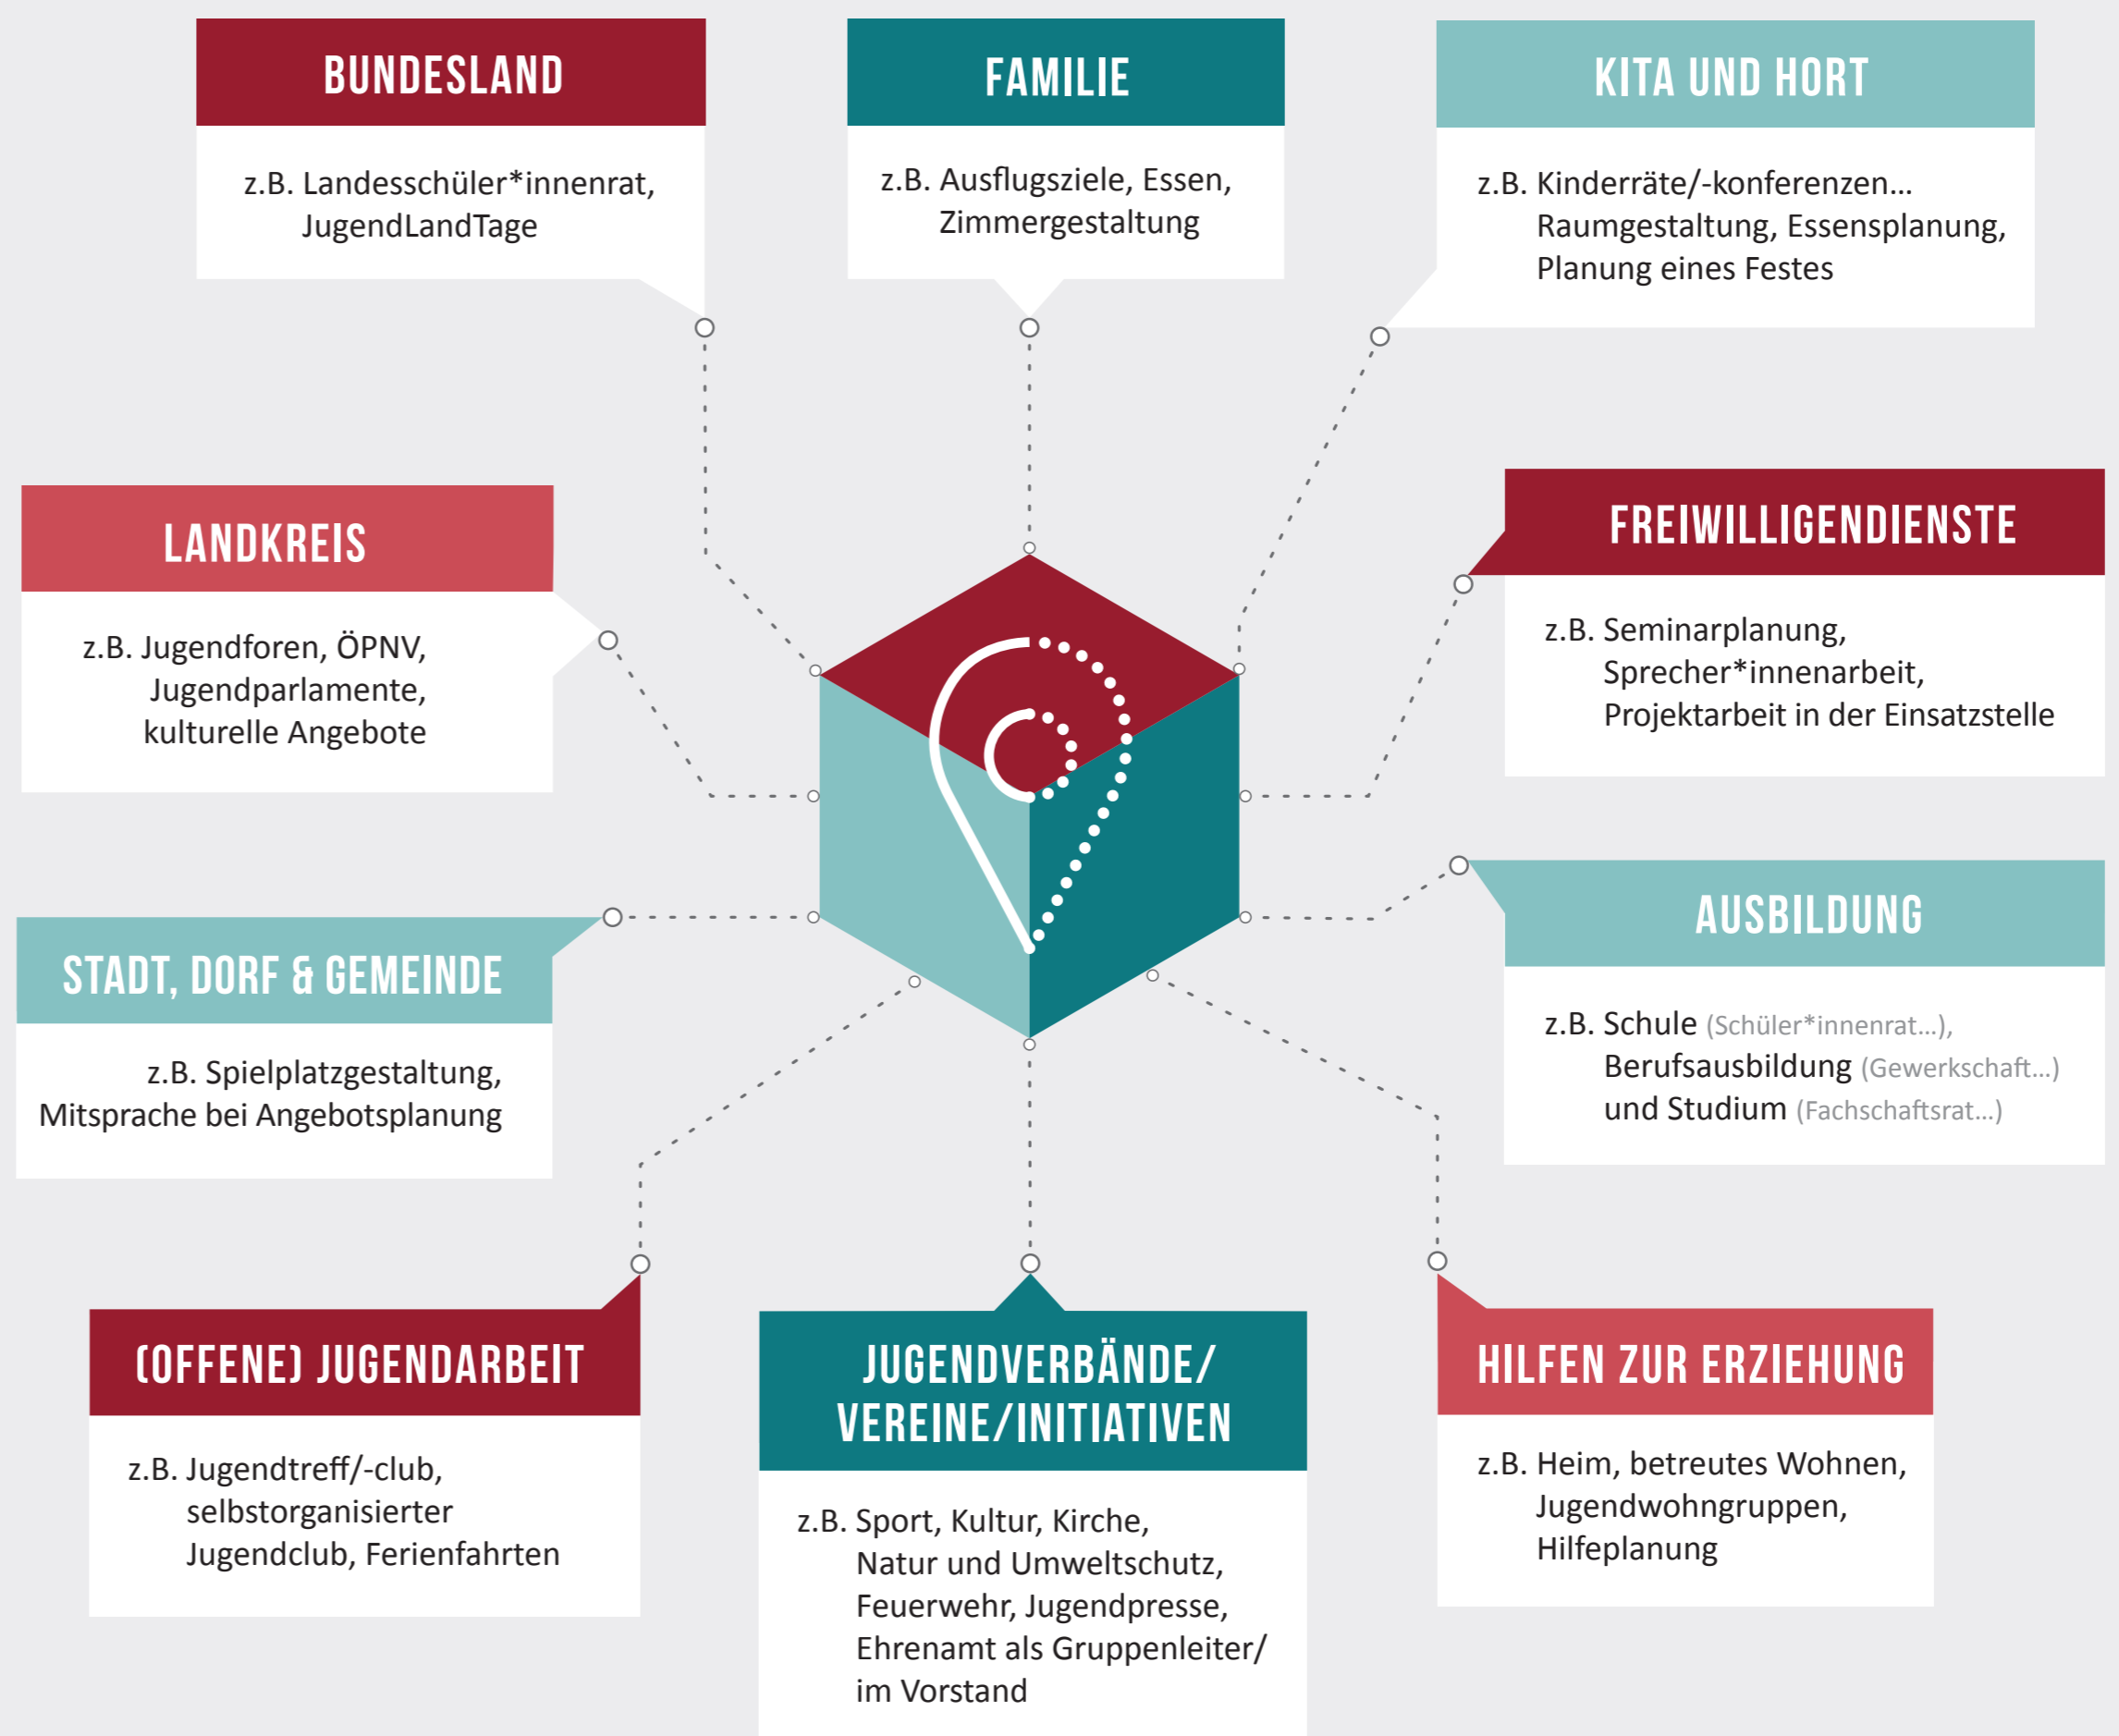 BUNDESLAND
z.B. Landesschüler*innenrat,
JugendLandTage
FAMILIE
z.B. Ausflugsziele, Essen,
Zimmergestaltung
KITA UND HORT
z.B. Kinderräte/-konferenzen...
Raumgestaltung, Essensplanung,
Planung eines Festes
LANDKREIS
z.B. Jugendforen, ÖPNV,
Jugendparlamente,
kulturelle Angebote
FREIWILLIGENDIENSTE
z.B. Seminarplanung,
Sprecher*innenarbeit,
Projektarbeit in der Einsatzstelle
STADT, DORF & GEMEINDE
z.B. Spielplatzgestaltung,
Mitsprache bei Angebotsplanung
AUSBILDUNG
z.B. Schule (Schüler*innenrat...),
Berufsausbildung (Gewerkschaft...)
und Studium (Fachschaftsrat...)
(OFFENE) JUGENDARBEIT
z.B. Jugendtreff/-club,
selbstorganisierter
Jugendclub, Ferienfahrten
JUGENDVERBÄNDE/
VEREINE/INITIATIVEN
z.B. Sport, Kultur, Kirche,
Natur und Umweltschutz,
Feuerwehr, Jugendpresse,
Ehrenamt als Gruppenleiter/
im Vorstand
HILFEN ZUR ERZIEHUNG
z.B. Heim, betreutes Wohnen,
Jugendwohngruppen,
Hilfeplanung